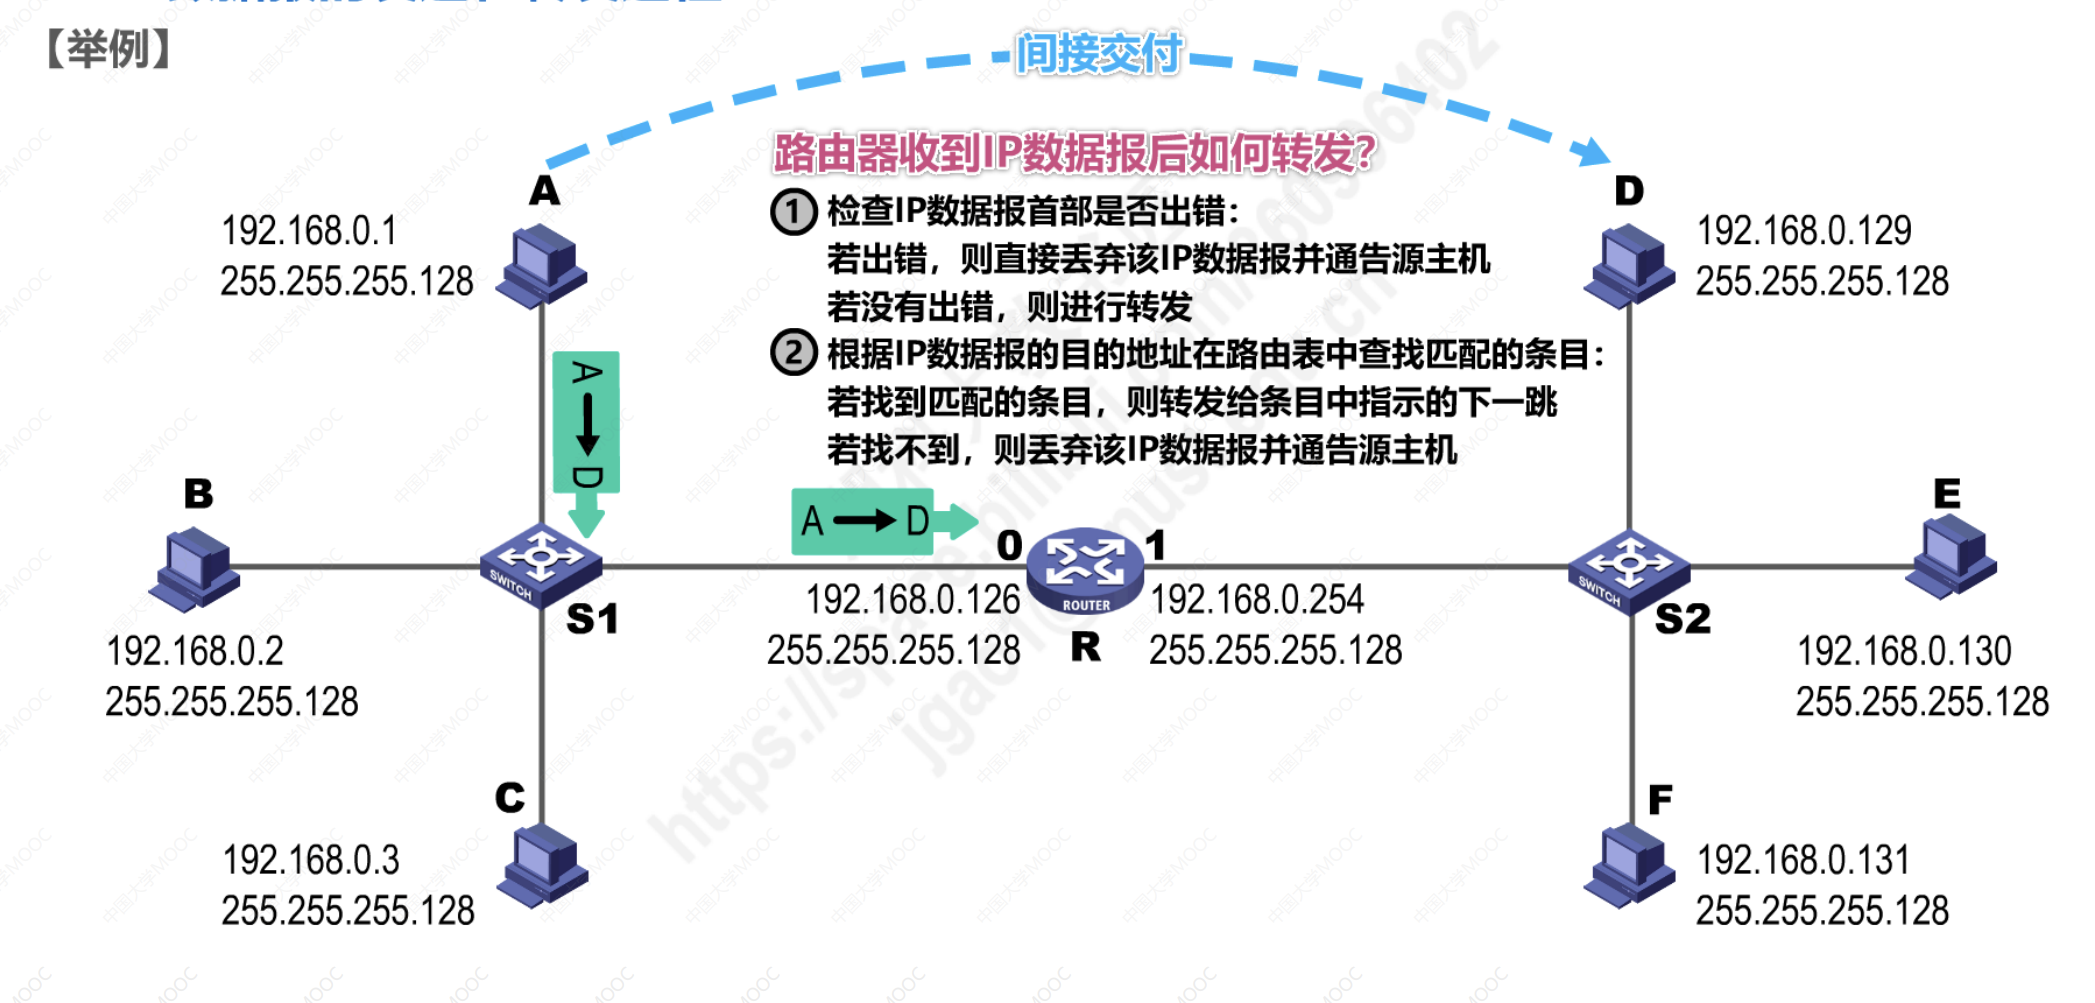 【举例】
间接交付
路由器收到IP数据报后如何转发？
① 检查IP数据报首部是否出错：
若出错，则直接丢弃该IP数据报并通告源主机
若没有出错，则进行转发
② 根据IP数据报的目的地址在路由表中查找匹配的条目：
若找到匹配的条目，则转发给条目中指示的下一跳
若找不到，则丢弃该IP数据报并通告源主机
A
192.168.0.1
255.255.255.128
D
192.168.0.129
255.255.255.128
A → D
B
192.168.0.2
255.255.255.128
SWITCH
S1
A → D
0
1
192.168.0.126
255.255.255.128
ROUTER
R
192.168.0.254
255.255.255.128
SWITCH
S2
E
192.168.0.130
255.255.255.128
C
192.168.0.3
255.255.255.128
F
192.168.0.131
255.255.255.128
中国大学MOOC